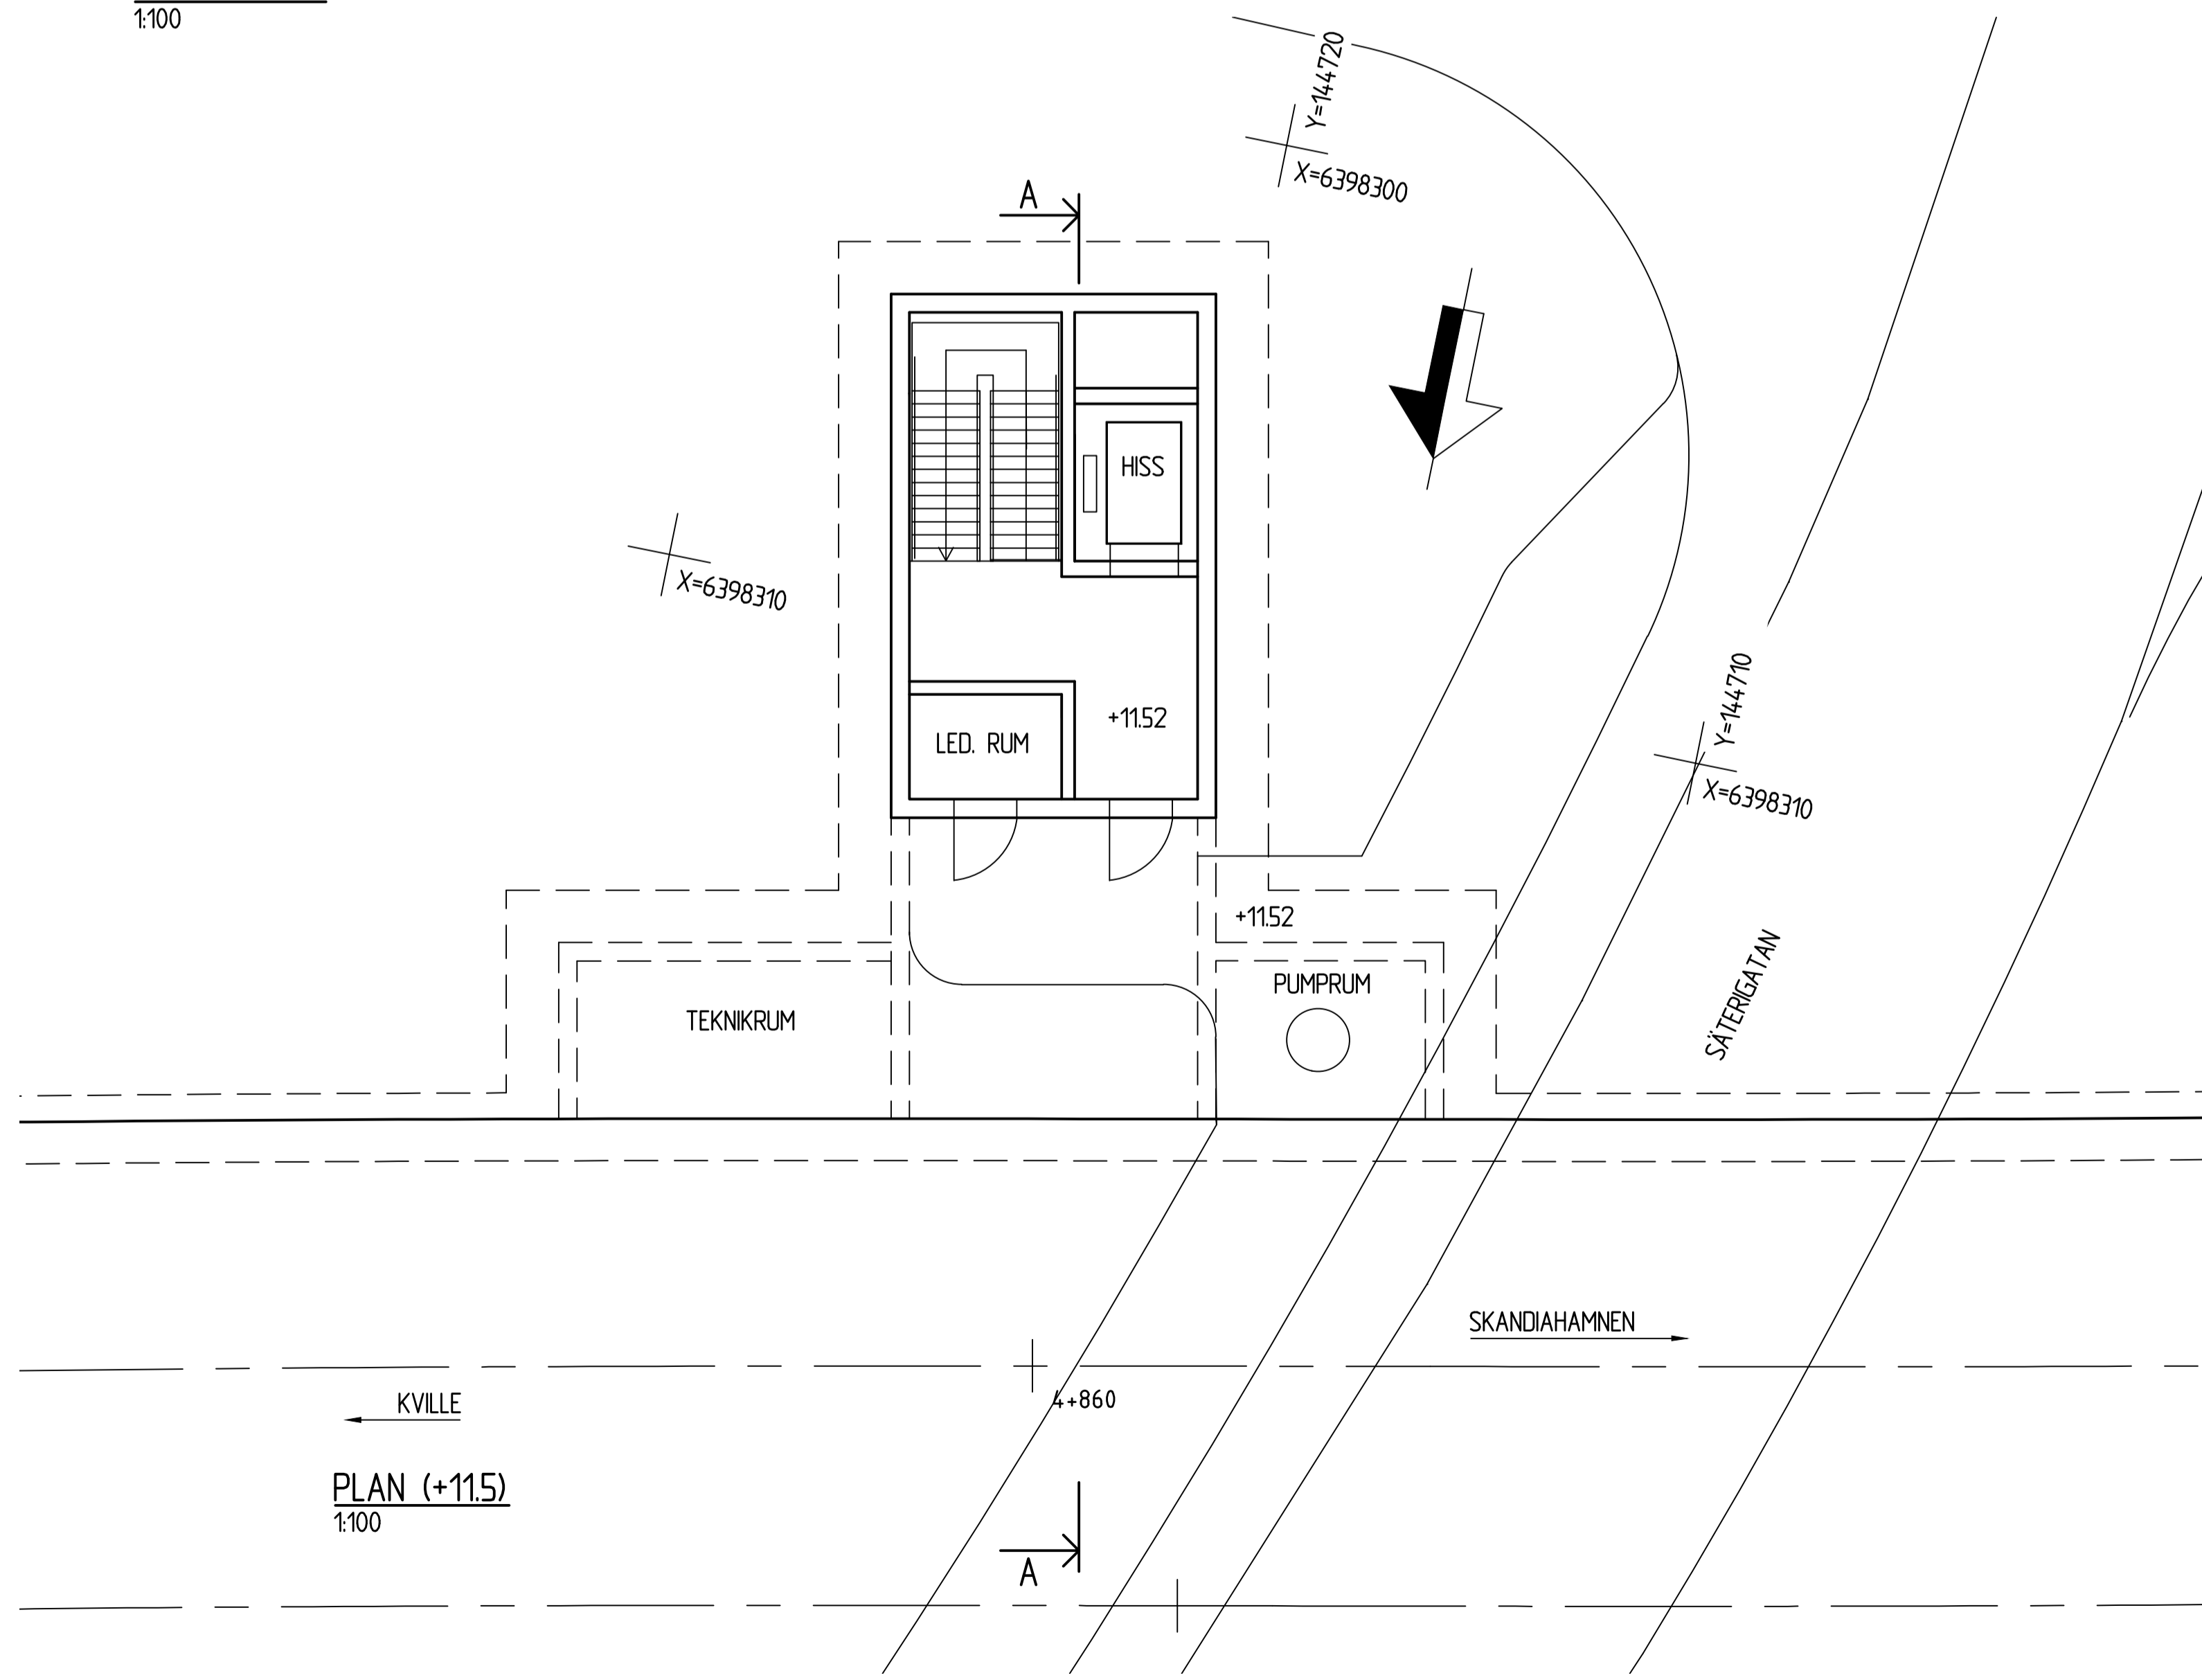 1:100
Y=144720
X=6398300
A
HISS
X=6398310
Y=144710
+11.52
LED. RUM
X=6398310
+11.52
SÄTERIGATAN
PUMPRUM
TEKNIKRUM
SKANDIAHAMNEN
KVILLE
4+860
PLAN (+11.5)
1:100
A